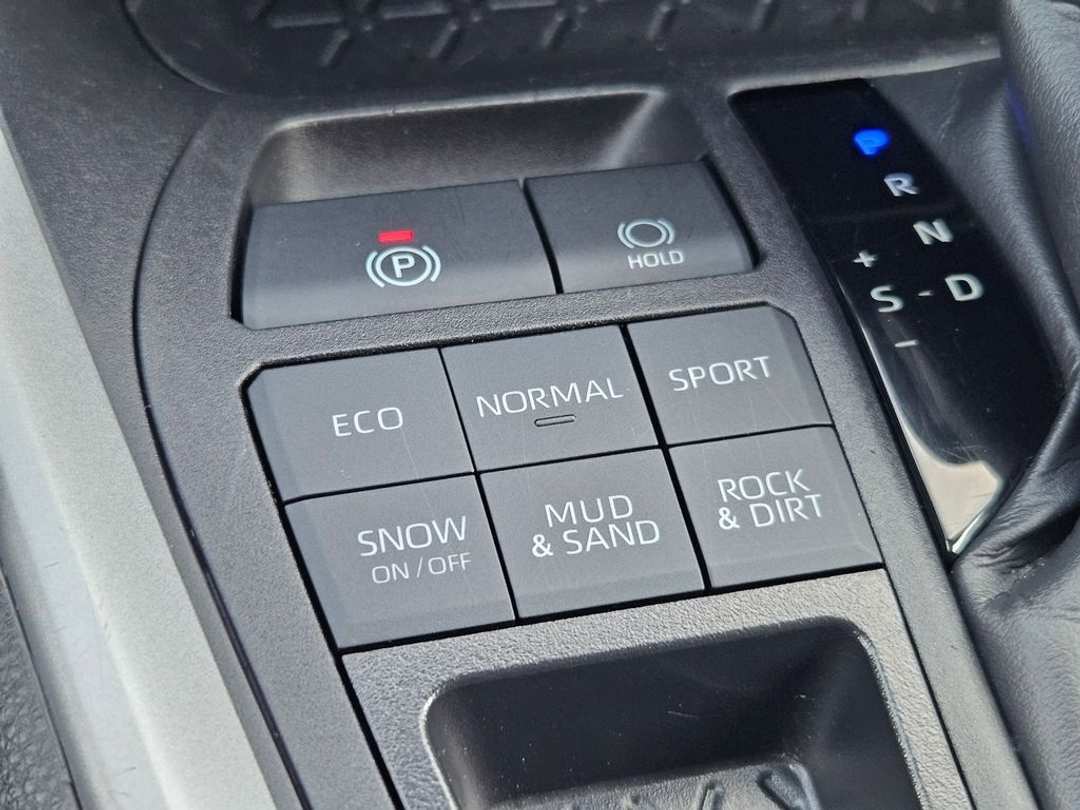 P
HOLD
P
R
N
+
S - D
-
ECO
NORMAL
SPORT
SNOW
ON/OFF
MUD
& SAND
ROCK
& DIRT